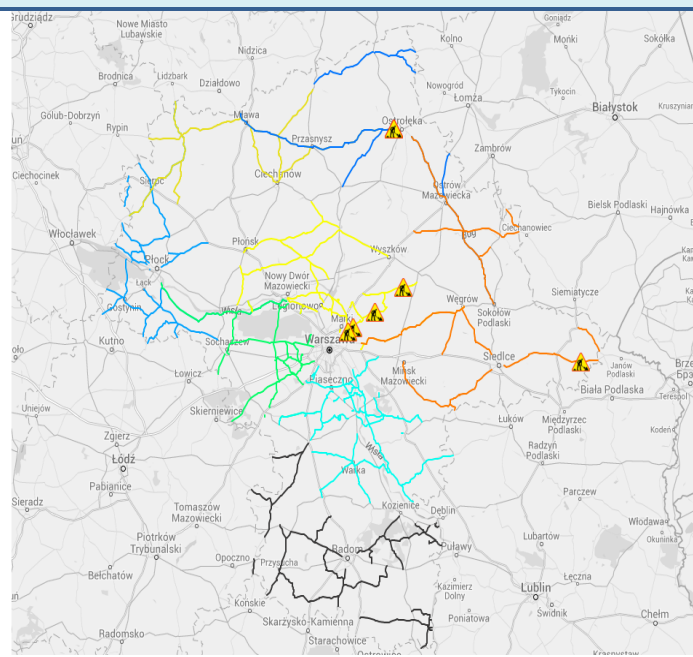 Grudziądz
Nowe Miasto
Lubawskie
Nidzica
Kolno
Goniądz
Mońki
Sokółka
Brodnica
Lidzbark
Działdowo
Nowogród
Łomża
Tykocin
Białystok
Golub-Dobrzyń
Rypin
Mława
Przasnysz
Ostrołęka
Zambrów
Ciechocinek
Sierpc
Ciechanów
Ostrów
Mazowiecka
Bielsk Podlaski
Hajnówka
Ciechanowiec
Włocławek
Płock
Płońsk
Wyszków
Łąck
Nowy Dwór
Mazowiecki
Węgrów
Siemiatycze
Gostynin
Wisła
Legionowo
Sokołów
Podlaski
Kutno
Sochaczew
Warszawa
Siedlce
Janów
Podlaski
Łowicz
Piaseczno
Mińsk
Mazowiecki
Biała Podlaska
Terespol
Uniejów
Skierniewice
Łuków
Międzyrzec
Podlaski
Kodeń
Zgierz
Łódź
Wisła
Radzyń
Podlaski
Warka
Pabianice
Sieradz
Tomaszów
Mazowiecki
Kozienice
Dęblin
Parczew
Włodawa
Piotrków
Trybunalski
Radom
Puławy
Lubartów
Okuninka
Opoczno
Przysucha
Bełchatów
Kazimierz
Dolny
Lublin
Łęczna
Końskie
Poniatowa
Świdnik
Chełm
Radomsko
Skarżysko-Kamienna
Starachowice